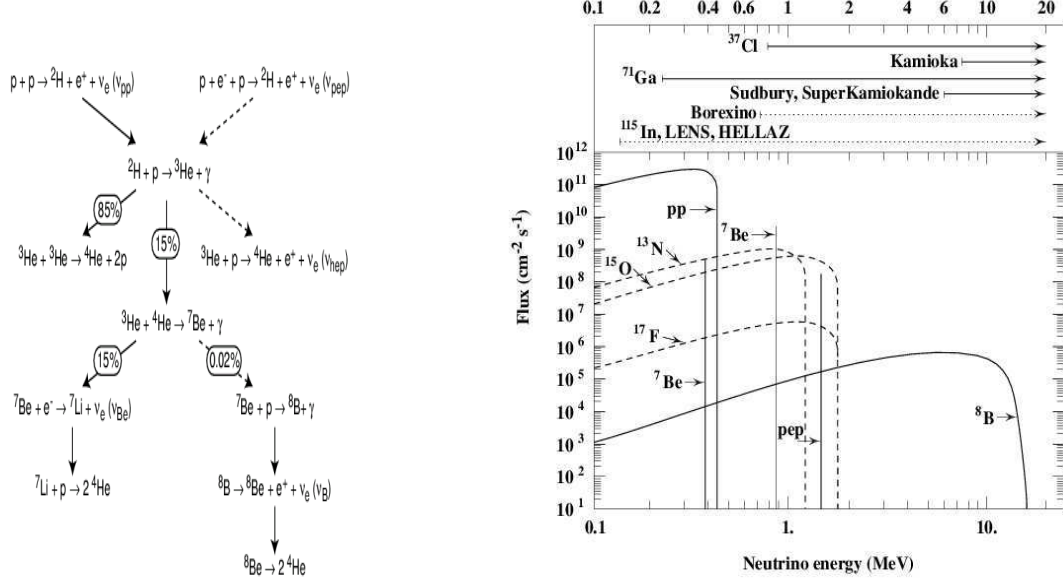 p + p → ²H + e⁺ + νₑ (νpp)
p + e⁻ + p → ²H + e⁺ + νₑ (νpep)
²H + p → ³He + γ
85%
15%
³He + ³He → ⁴He + 2p
³He + p → ⁴He + e⁺ + νₑ (νhep)
³He + ⁴He → ⁷Be + γ
15%
0.02%
⁷Be + e⁻ → ⁷Li + νₑ (νBe)
⁷Be + p → ⁸B + γ
⁷Li + p → 2 ⁴He
⁸B → ⁸Be + e⁺ + νₑ (νB)
⁸Be → 2 ⁴He
0.1 0.2 0.4 0.6 1 2 4 6 10 20
³⁷Cl
Kamioka
⁷¹Ga
Sudbury, SuperKamiokande
Borexino
¹¹⁵In, LENS, HELLAZ
Flux (cm⁻² s⁻¹)
10¹²
10¹¹
10¹⁰
10⁹
10⁸
10⁷
10⁶
10⁵
10⁴
10³
10²
10¹
pp
⁷Be
¹³N
¹⁵O
¹⁷F
⁷Be
pep
⁸B
0.1 1. 10.
Neutrino energy (MeV)